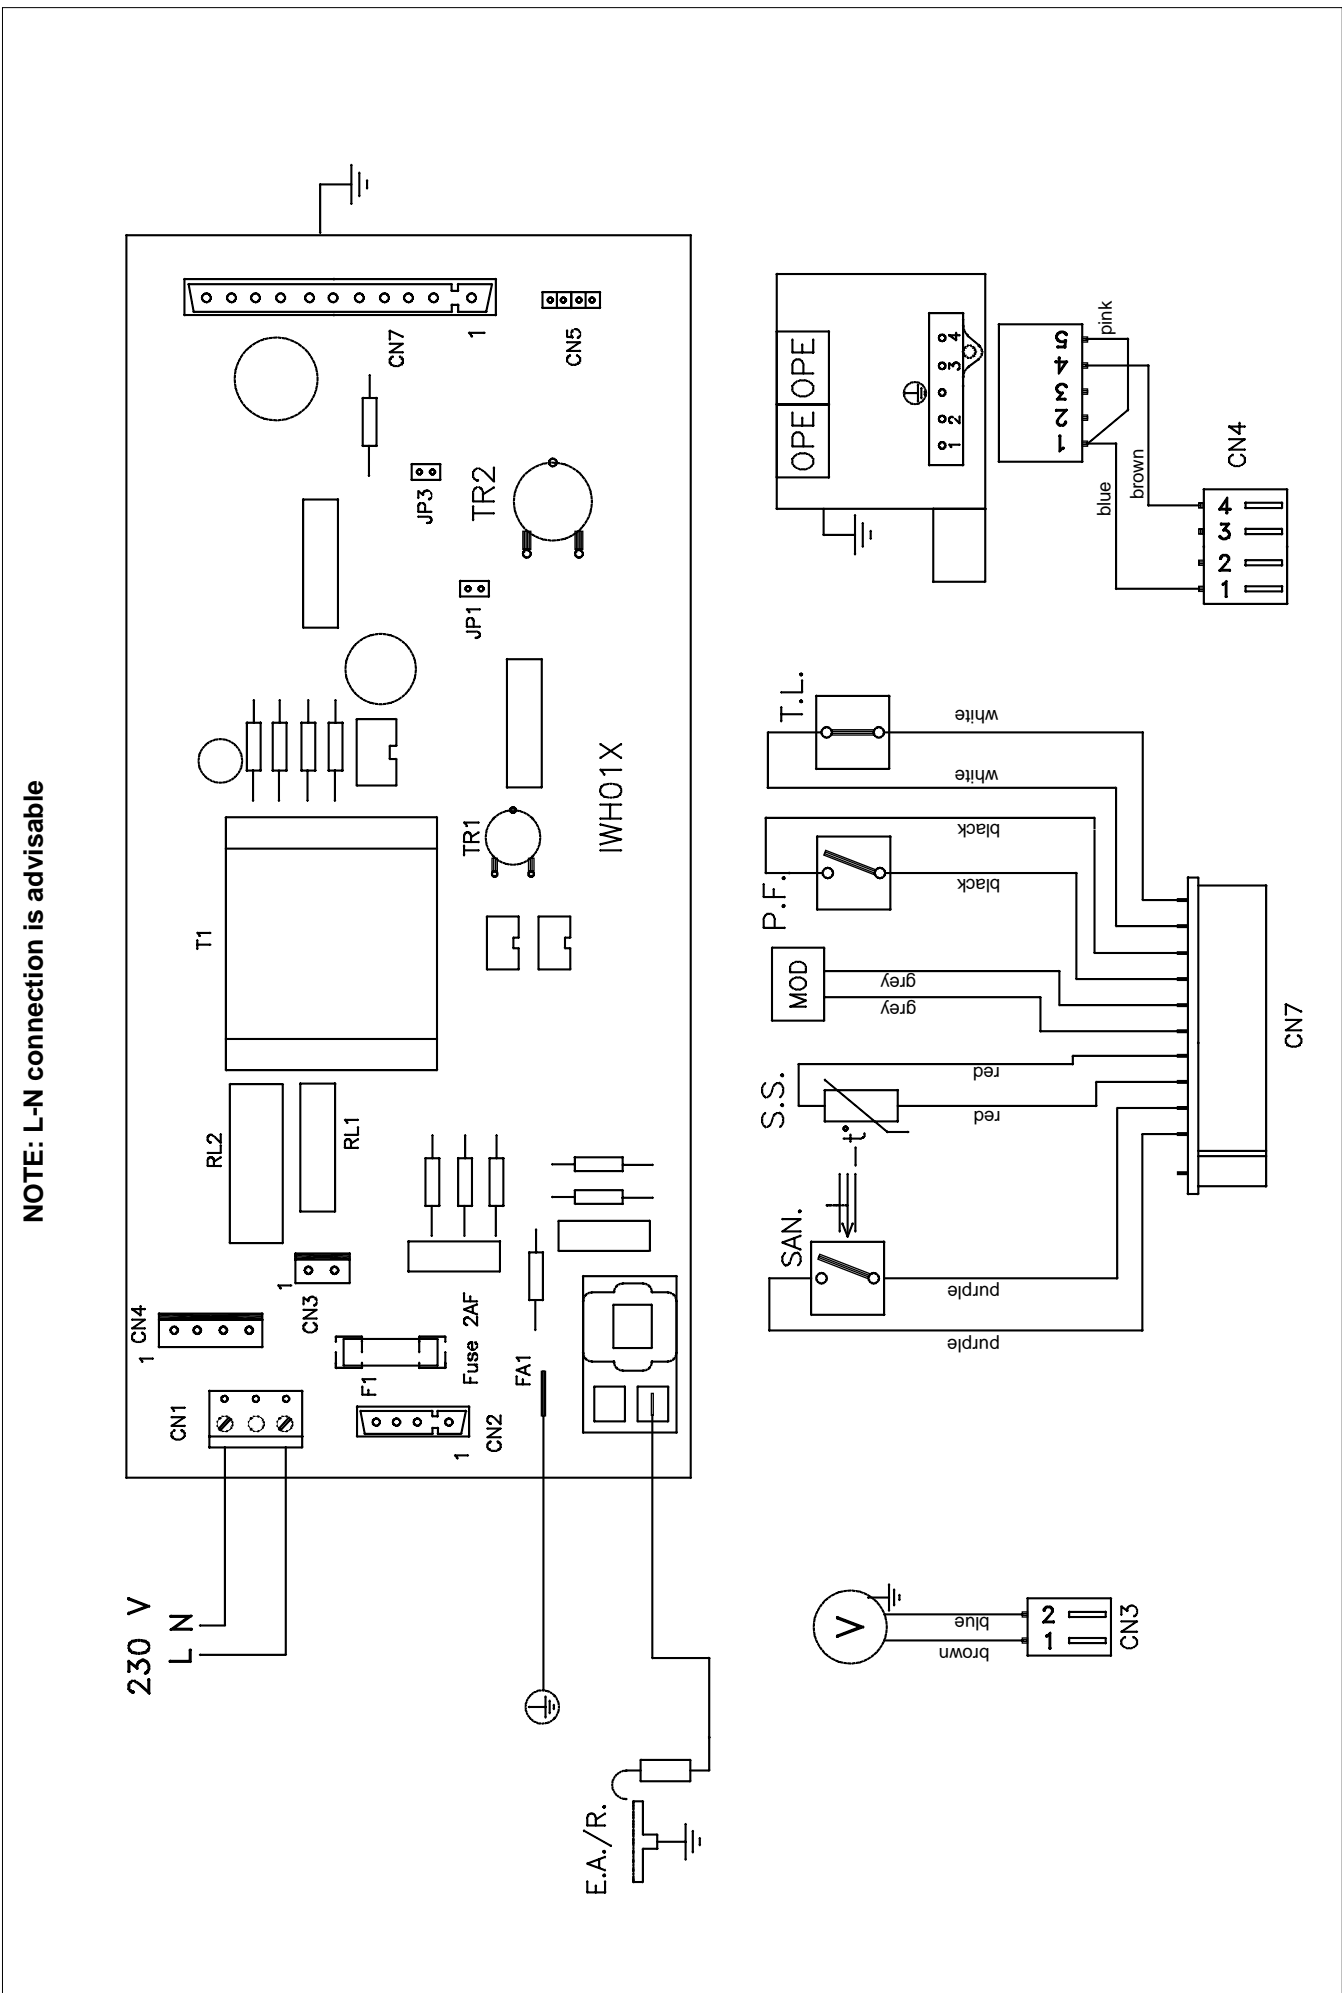 NOTE: L-N connection is advisable
230 V
L N
CN1
1
CN4
1
CN3
RL2
RL1
T1
F1
Fuse 2AF
1
CN2
FA1
TR1
IWH01X
JP1
JP3
TR2
CN7
1
CN5
E.A./R.
V
brown
blue
1 2
CN3
SAN.
purple
purple
t°
S.S.
red
red
MOD
grey
grey
P.F.
black
black
T.L.
white
white
CN7
OPE OPE
1 2 3 4
1 2 3 4 5
pink
blue
brown
1 2 3 4
CN4